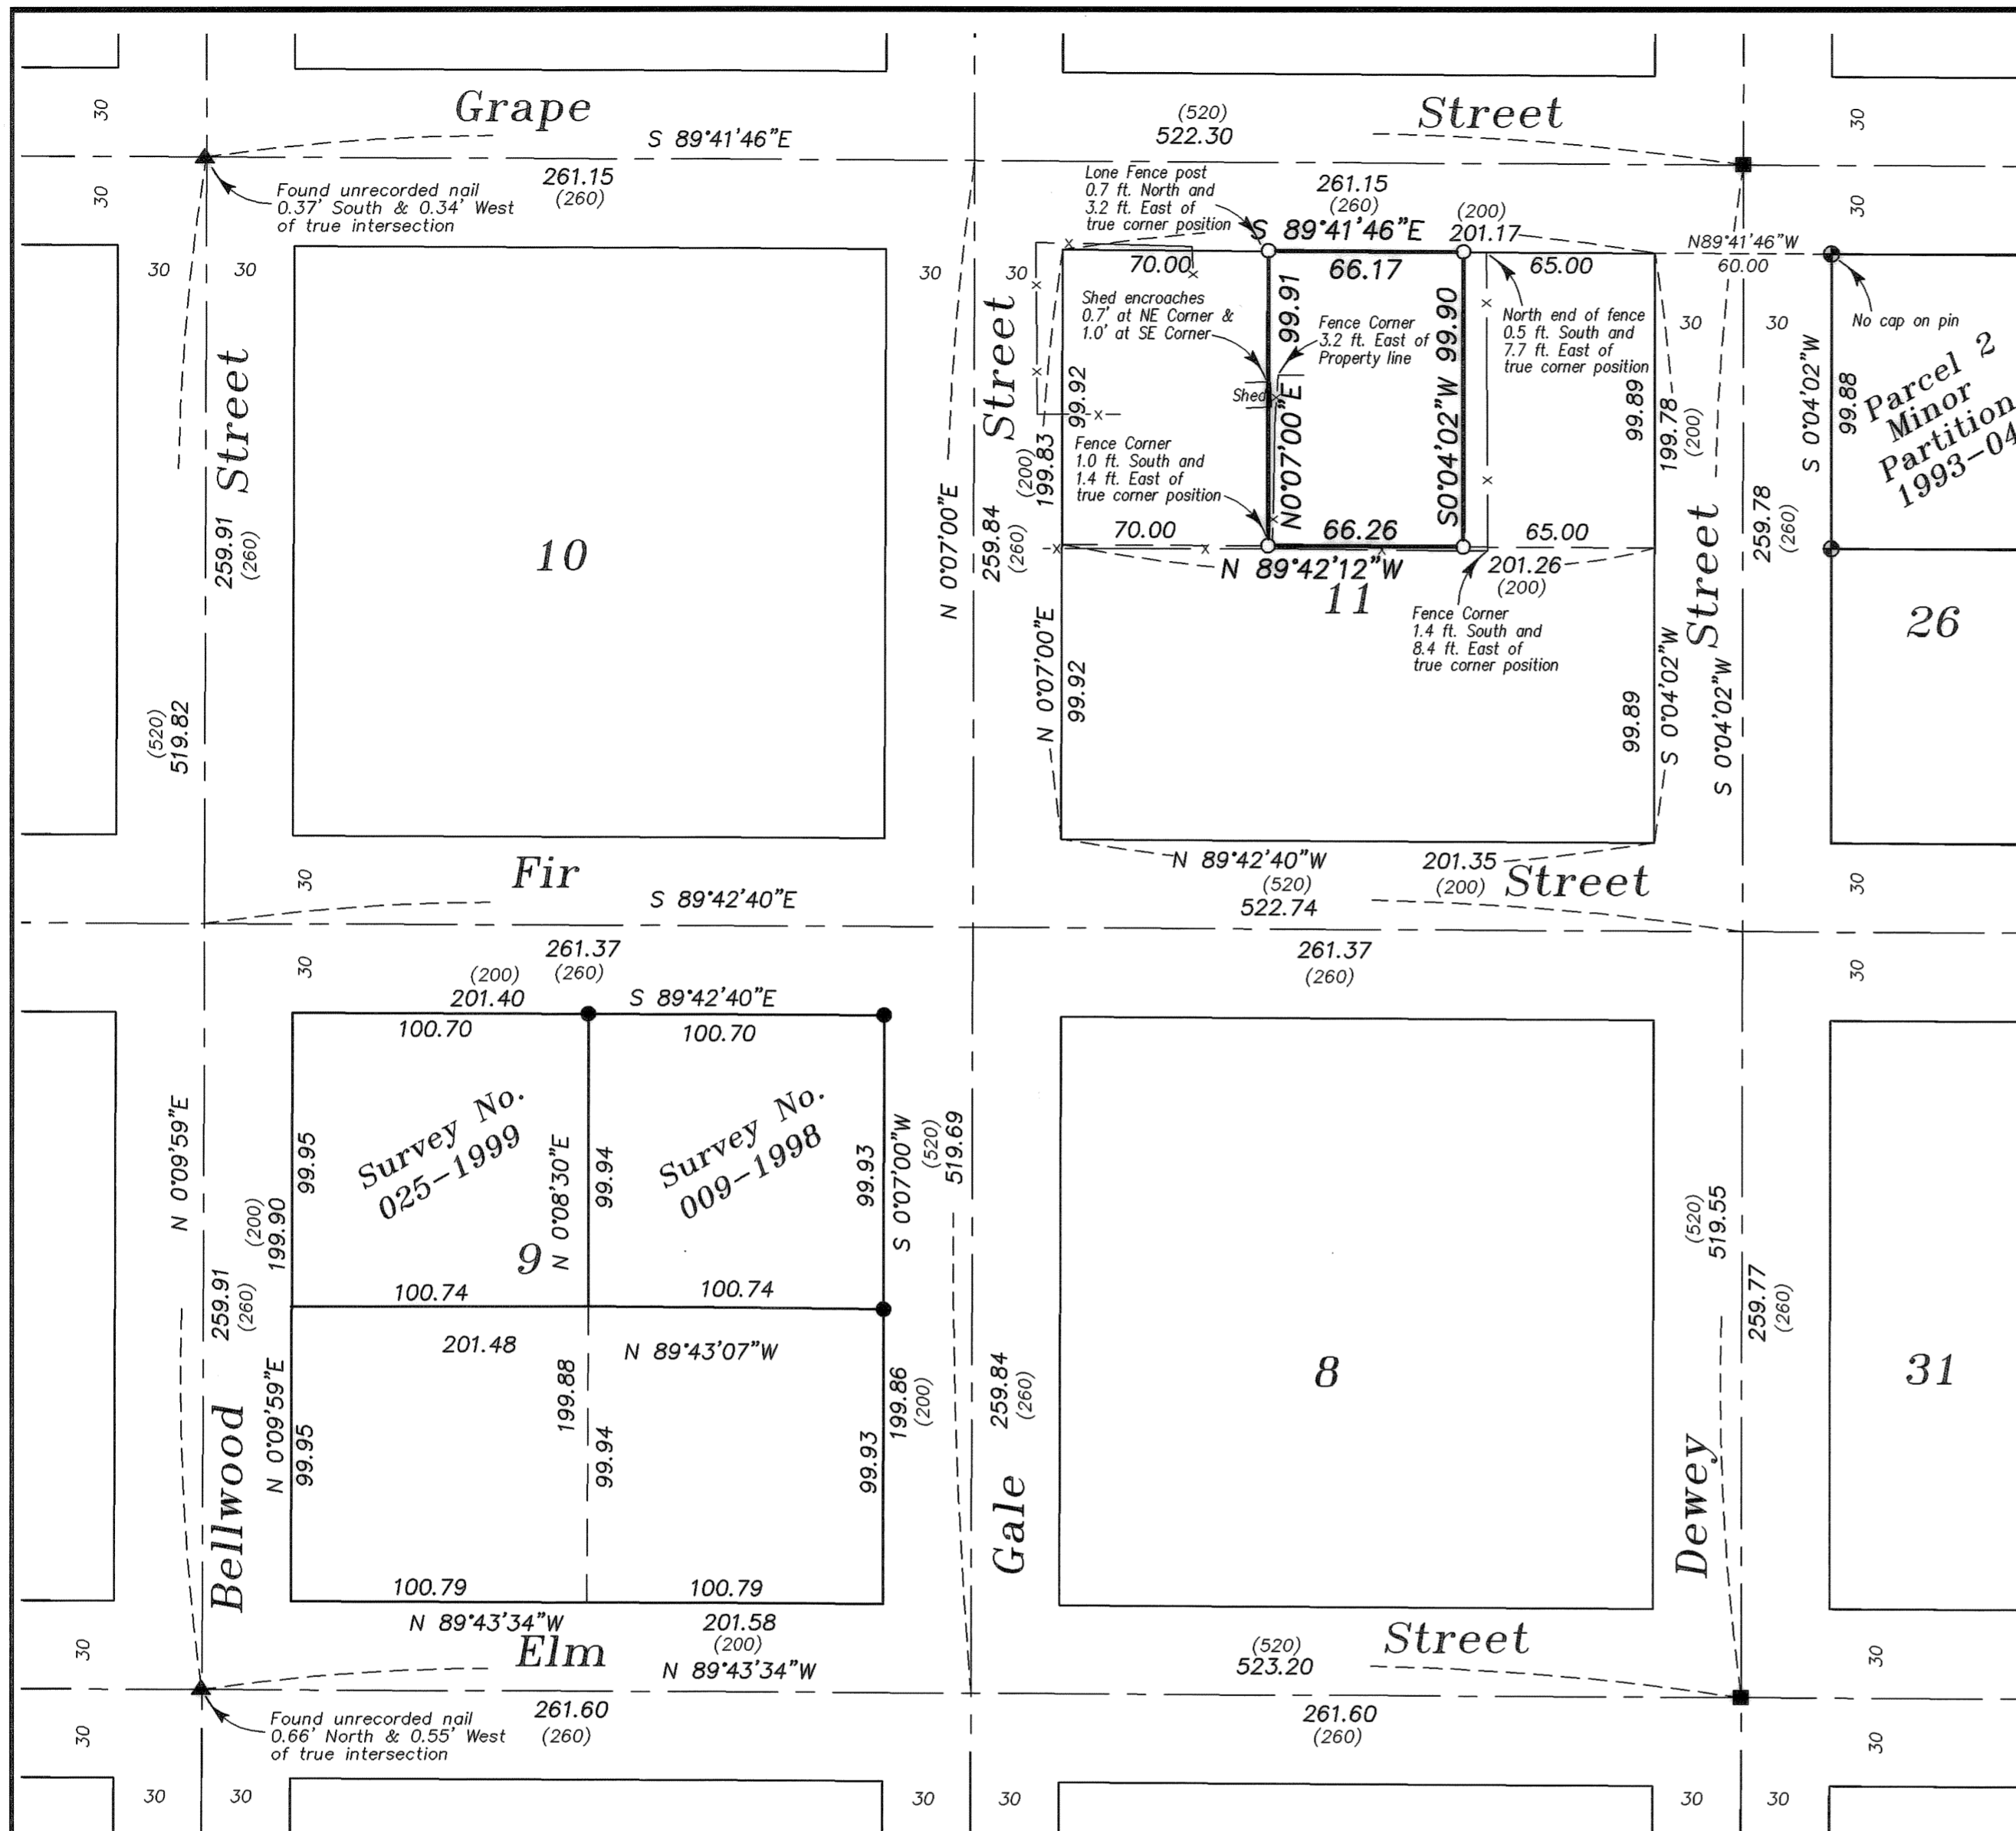 Grape
Street
S 89°41'46"E
(520)
522.30
30
30
261.15
(260)
Found unrecorded nail
0.37' South & 0.34' West
of true intersection
Lone Fence post
0.7 ft. North and
3.2 ft. East of
true corner position
261.15
(260)
S 89°41'46"E
(200)
201.17
N89°41'46"W
60.00
30
30
30
30
30
30
70.00
66.17
65.00
30
30
No cap on pin
Shed encroaches
0.7' at NE Corner &
1.0' at SE Corner
Fence Corner
3.2 ft. East of
Property line
North end of fence
0.5 ft. South and
7.7 ft. East of
true corner position
99.91
N0°07'00"E
S0°04'02"W 99.90
Shed
99.92
99.89
199.78
(200)
S 0°04'02"W
99.88
Parcel 2
Minor
Partition
1993-04
Fence Corner
1.0 ft. South and
1.4 ft. East of
true corner position
(200)
199.83
Street
Street
Street
259.91
(260)
10
N 0°07'00"E
259.84
(260)
70.00
66.26
65.00
N 89°42'12"W
201.26
(200)
11
Fence Corner
1.4 ft. South and
8.4 ft. East of
true corner position
259.78
(260)
26
(520)
519.82
N 0°07'00"E
99.92
99.89
S 0°04'02"W
S 0°04'02"W
Fir
Street
30
S 89°42'40"E
N 89°42'40"W
201.35
(200)
(520)
522.74
30
30
261.37
(260)
261.37
(260)
30
(200)
201.40
S 89°42'40"E
100.70
100.70
N 0°09'59"E
99.95
Survey No.
025-1999
N 0°08'30"E
99.94
Survey No.
009-1998
99.93
S 0°07'00"W
(520)
519.69
(200)
199.90
9
(520)
519.55
259.91
(260)
100.74
100.74
259.77
(260)
201.48
N 89°43'07"W
N 0°09'59"E
99.95
199.88
99.94
99.93
199.86
(200)
259.84
(260)
8
31
Bellwood
Gale
Dewey
100.79
100.79
N 89°43'34"W
201.58
(200)
Elm
Street
N 89°43'34"W
(520)
523.20
30
30
261.60
(260)
261.60
(260)
Found unrecorded nail
0.66' North & 0.55' West
of true intersection
30
30
30
30
30
30
30
30